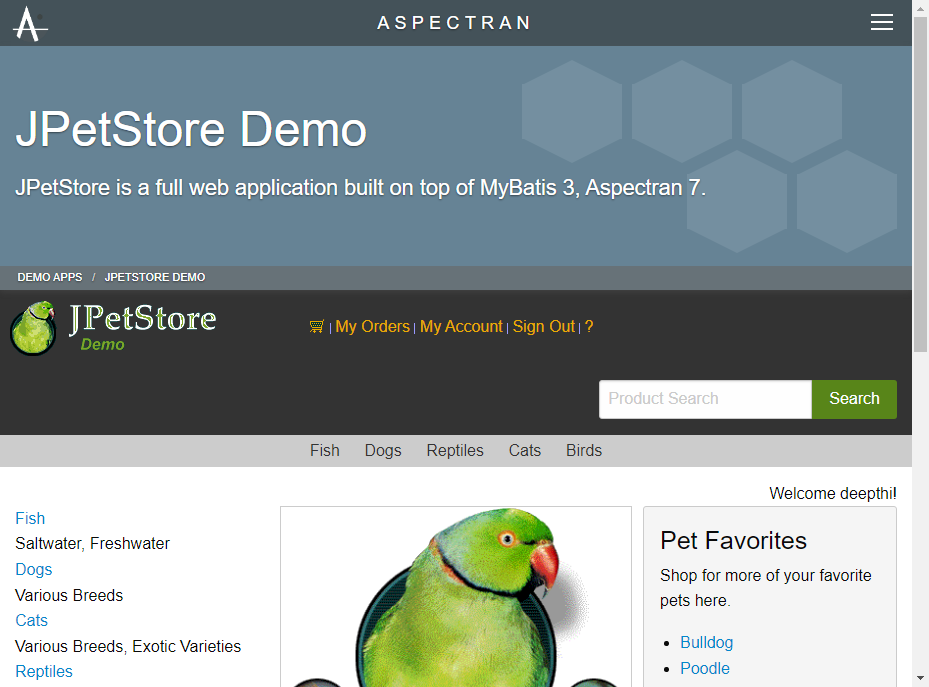 ASPECTRAN
JPetStore Demo
JPetStore is a full web application built on top of MyBatis 3, Aspectran 7.
DEMO APPS / JPETSTORE DEMO
JPetStore
Demo
| My Orders | My Account | Sign Out | ?
Product Search
Search
Fish Dogs Reptiles Cats Birds
Welcome deepthi!
Fish
Saltwater, Freshwater
Dogs
Various Breeds
Cats
Various Breeds, Exotic Varieties
Reptiles
Pet Favorites
Shop for more of your favorite
pets here.
• Bulldog
• Poodle